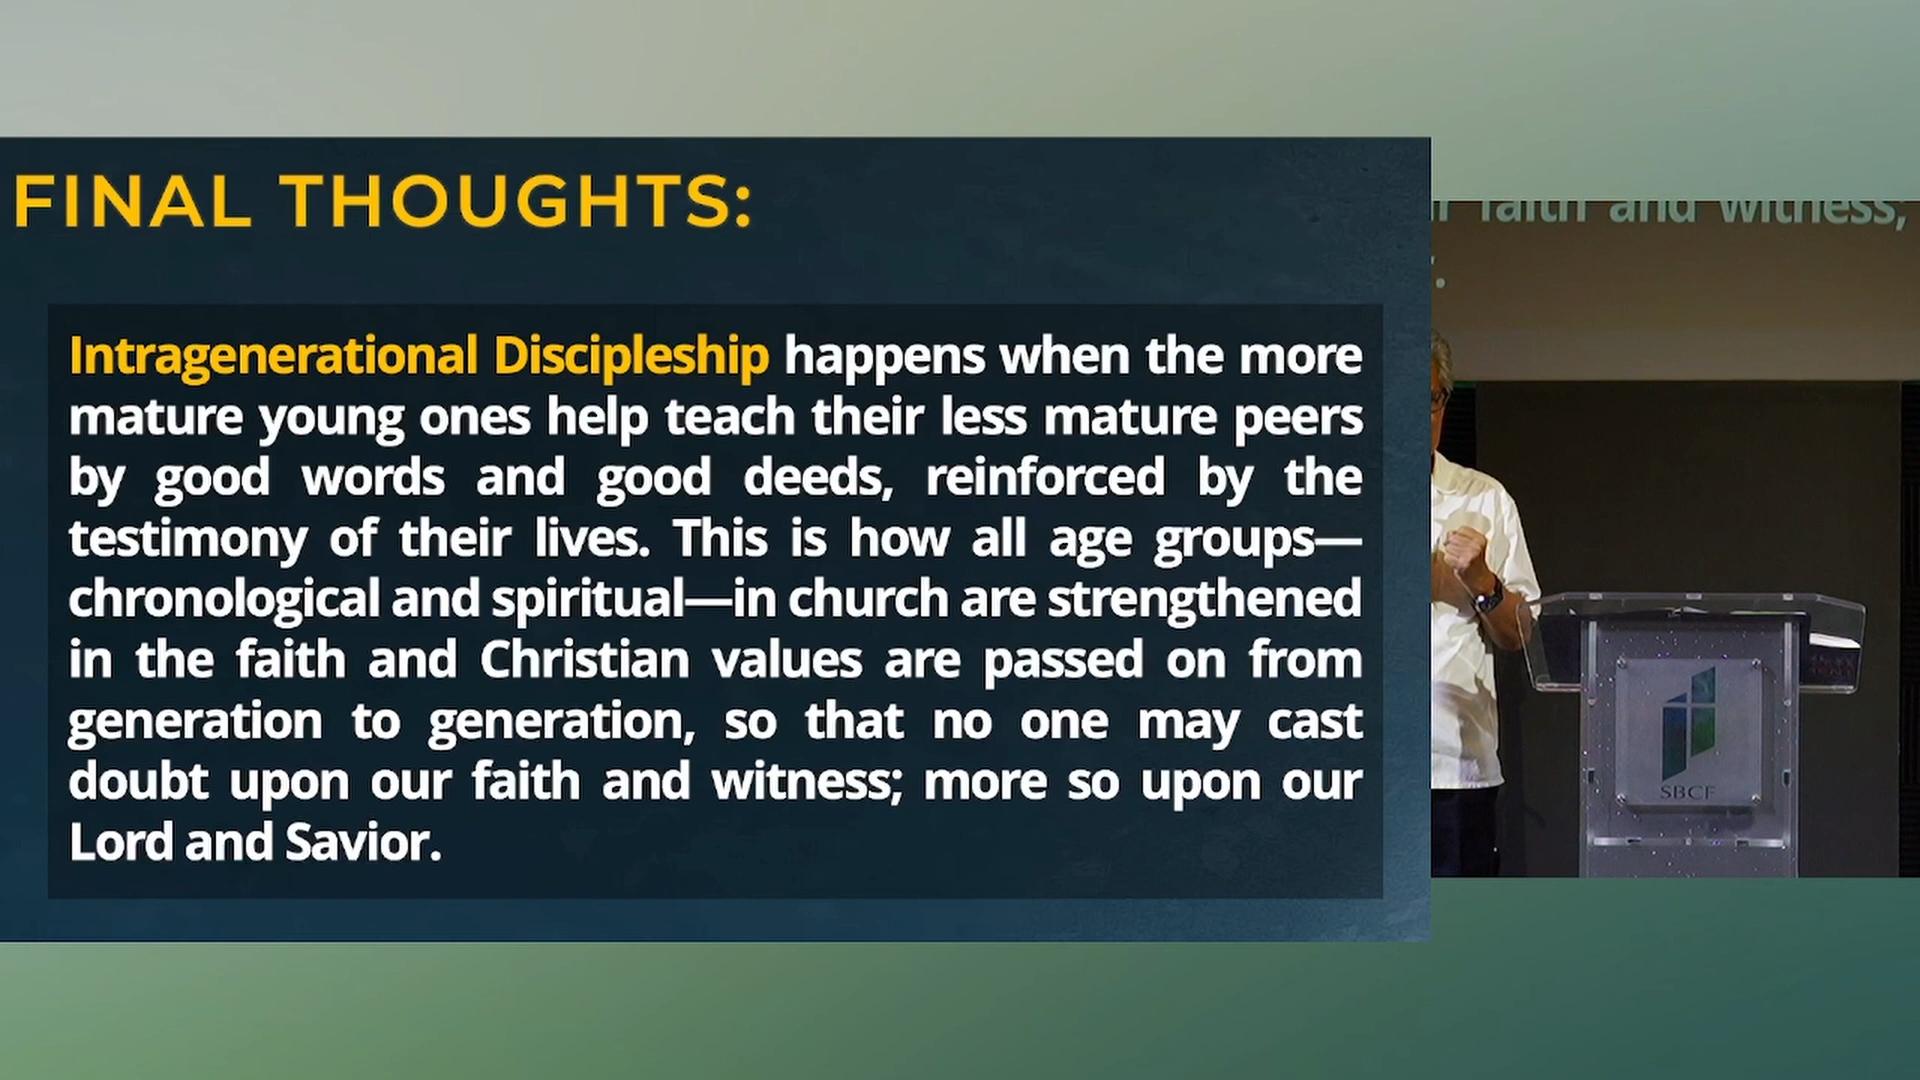 FINAL THOUGHTS:
Intragenerational Discipleship happens when the more
mature young ones help teach their less mature peers
by good words and good deeds, reinforced by the
testimony of their lives. This is how all age groups—
chronological and spiritual—in church are strengthened
in the faith and Christian values are passed on from
generation to generation, so that no one may cast
doubt upon our faith and witness; more so upon our
Lord and Savior.
faith and witness;
SBCF